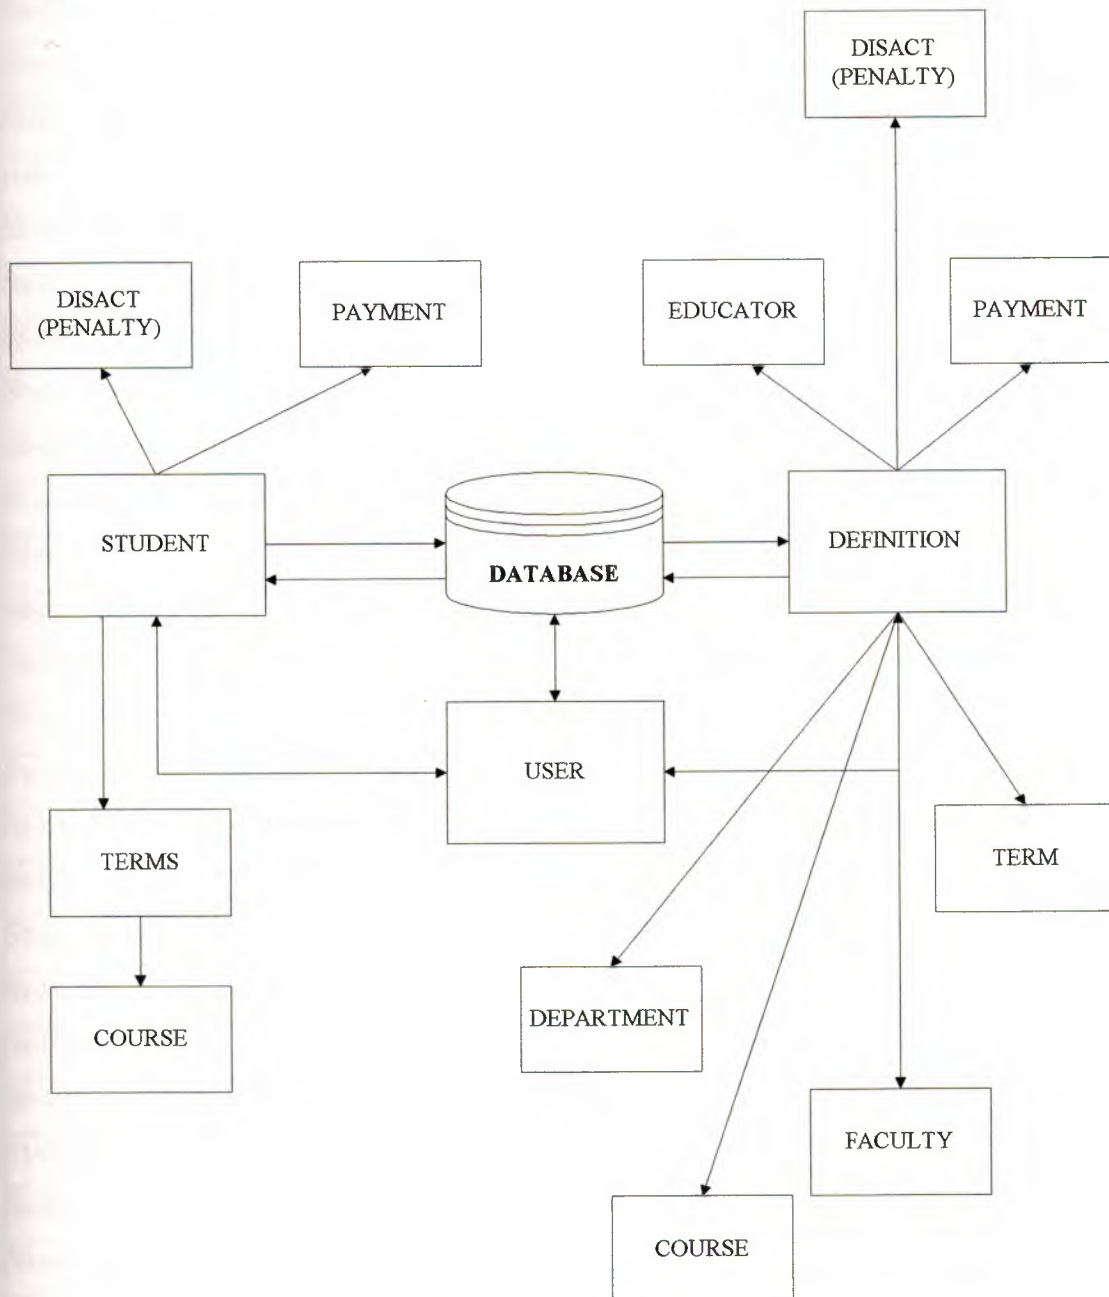 DISACT
(PENALTY)
DISACT
(PENALTY)
PAYMENT
EDUCATOR
PAYMENT
STUDENT
DATABASE
DEFINITION
USER
TERMS
TERM
COURSE
DEPARTMENT
FACULTY
COURSE